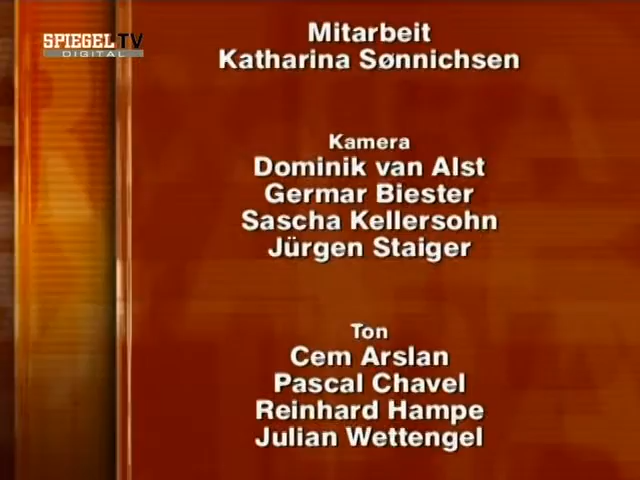 SPIEGEL TV
DIGITAL
Mitarbeit
Katharina Sønnichsen
Kamera
Dominik van Alst
Germar Biester
Sascha Kellersohn
Jürgen Staiger
Ton
Cem Arslan
Pascal Chavel
Reinhard Hampe
Julian Wettengel